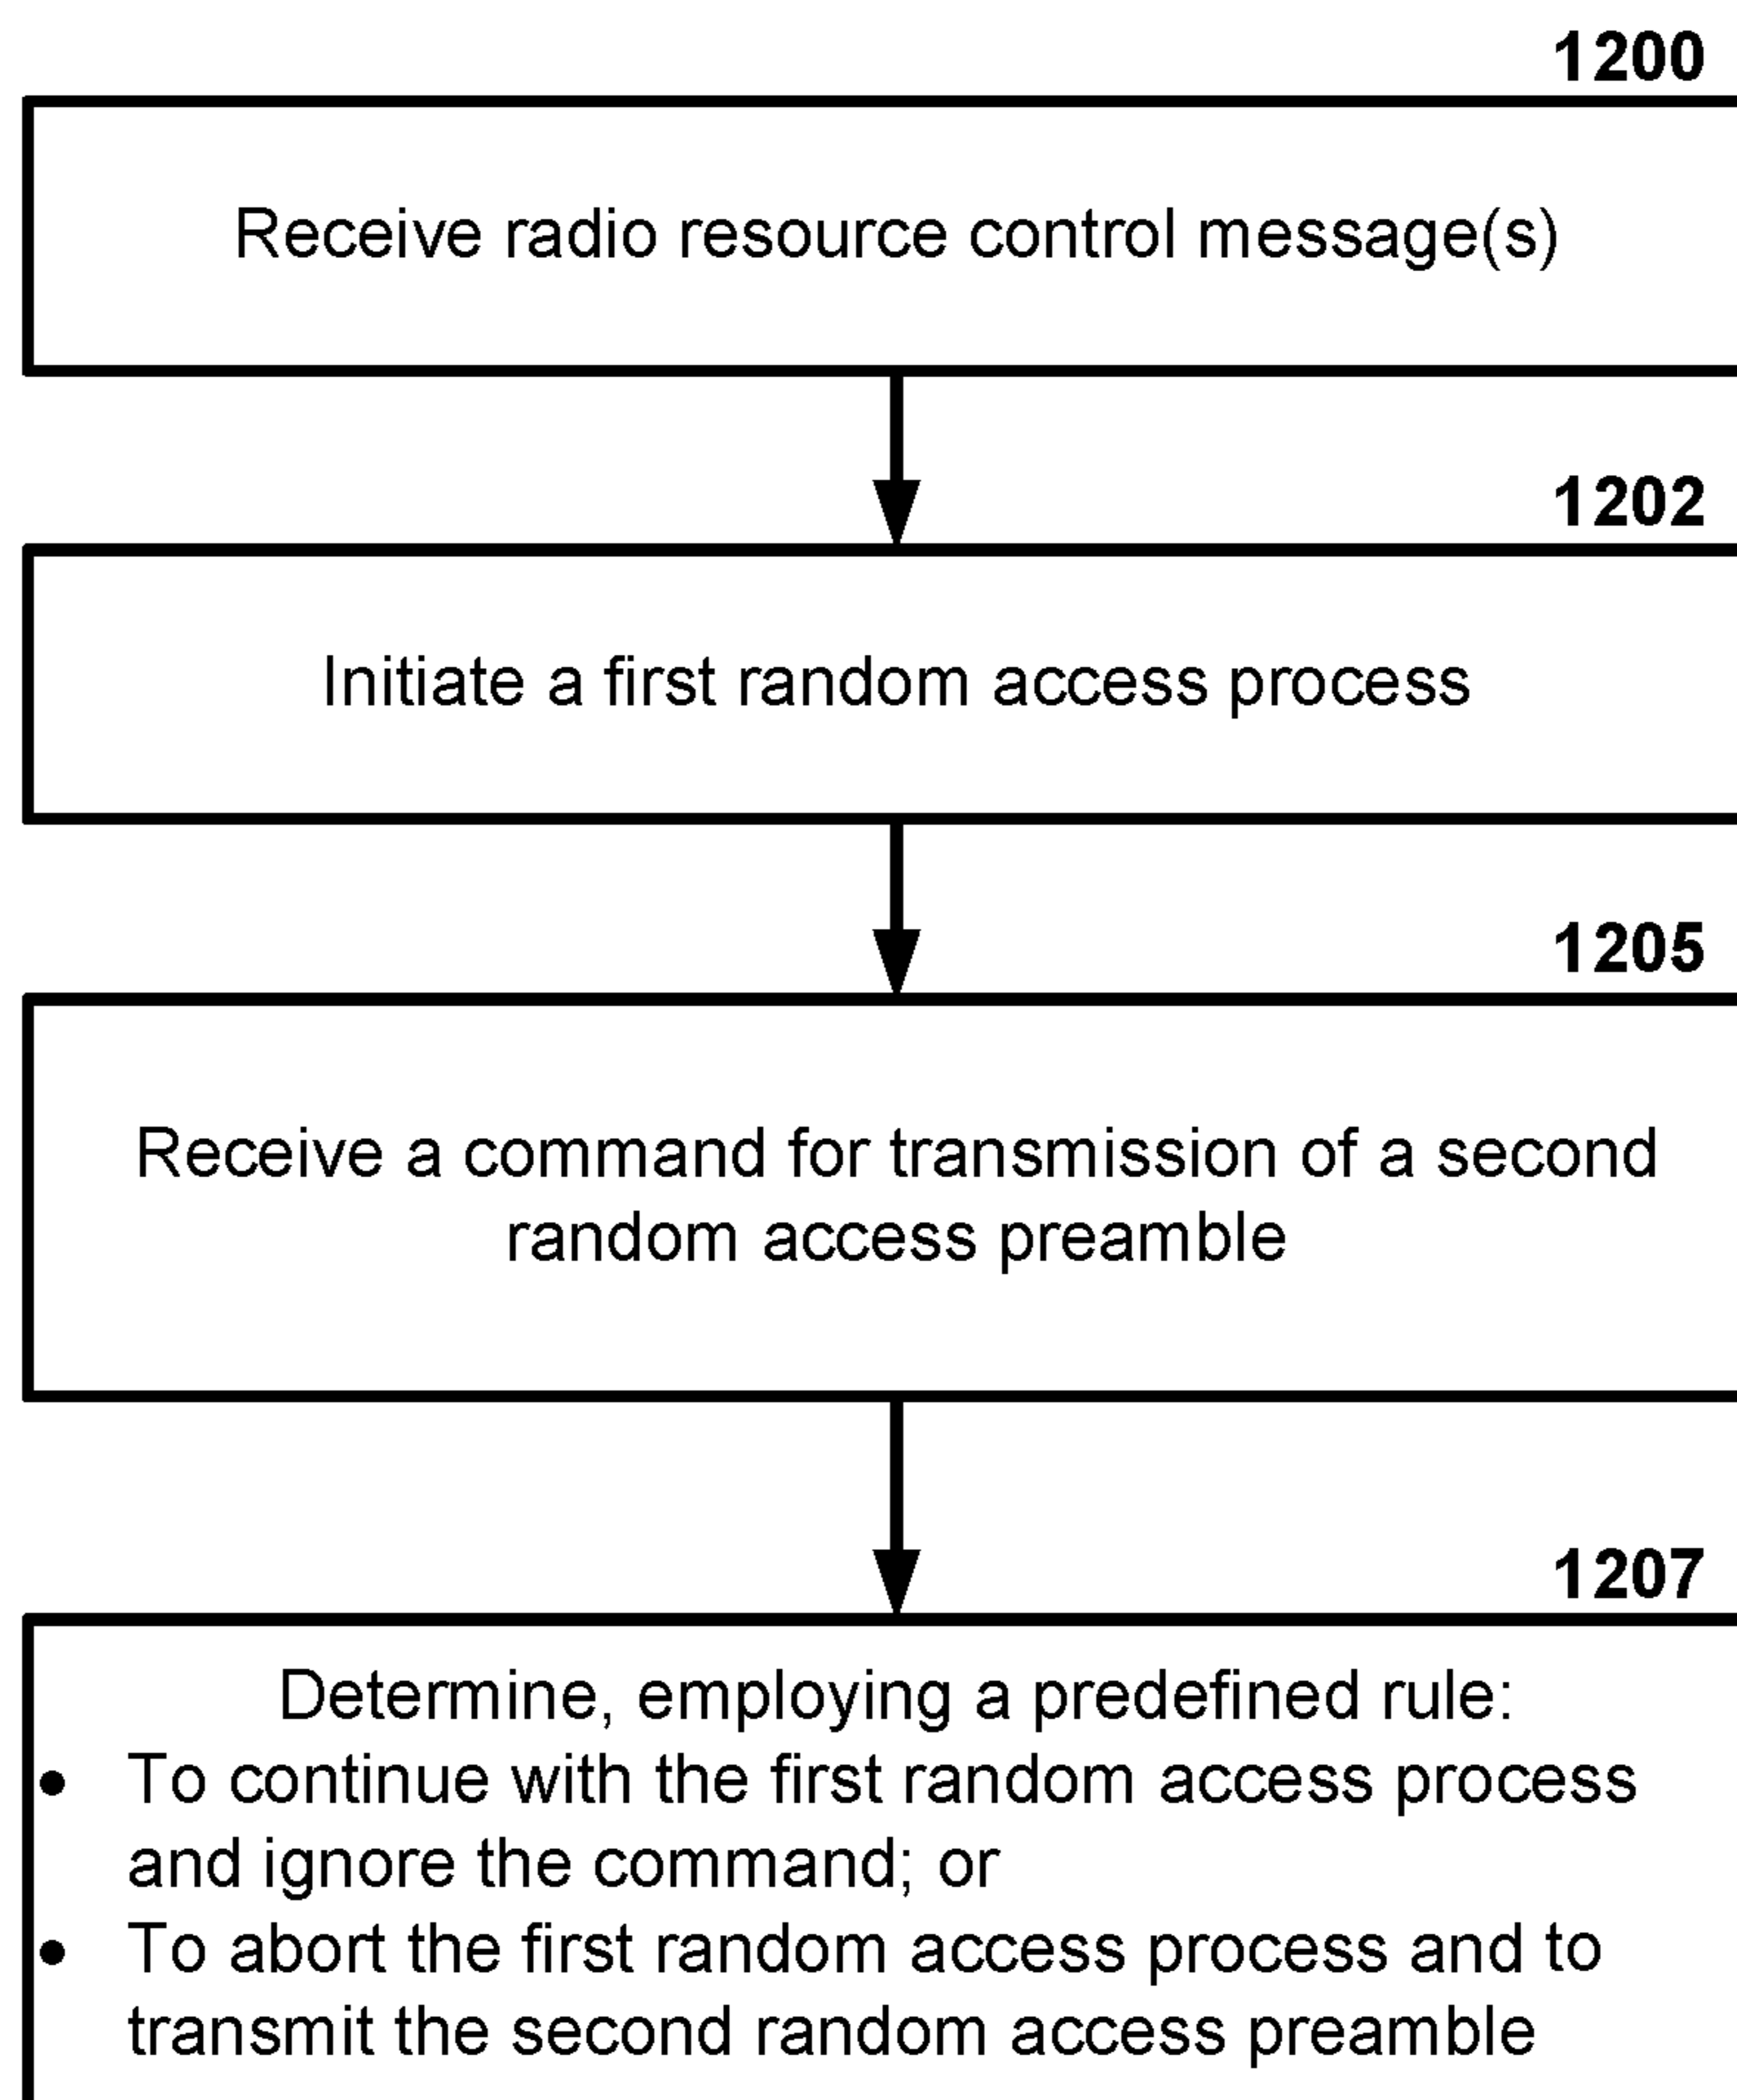 1200
Receive radio resource control message(s)
1202
Initiate a first random access process
1205
Receive a command for transmission of a second
random access preamble
1207
Determine, employing a predefined rule:
• To continue with the first random access process
and ignore the command; or
• To abort the first random access process and to
transmit the second random access preamble